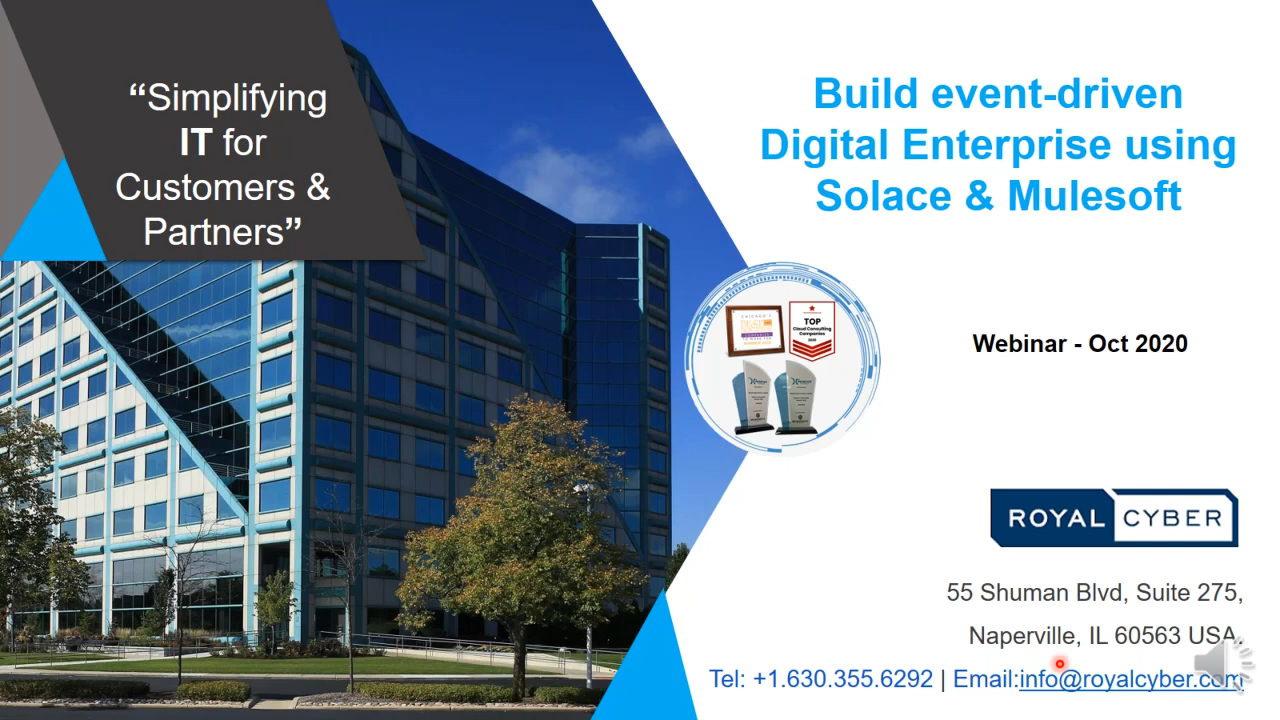 “Simplifying
IT for
Customers &
Partners”
Build event-driven
Digital Enterprise using
Solace & Mulesoft
TOP
Cloud Consulting
Companies
2020
Webinar - Oct 2020
ROYAL CYBER
55 Shuman Blvd, Suite 275,
Naperville, IL 60563 USA.
Tel: +1.630.355.6292 | Email:info@royalcyber.com